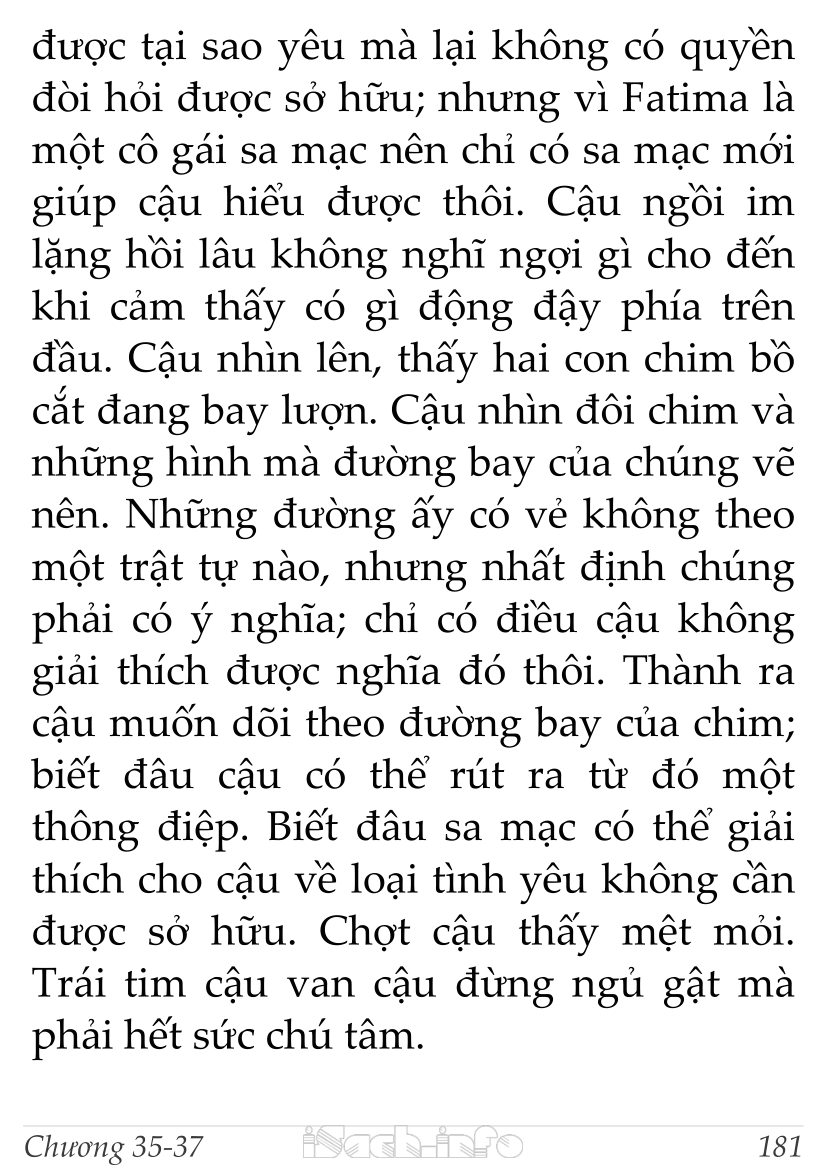 được tại sao yêu mà lại không có quyền
đòi hỏi được sở hữu; nhưng vì Fatima là
một cô gái sa mạc nên chỉ có sa mạc mới
giúp cậu hiểu được thôi. Cậu ngồi im
lặng hồi lâu không nghĩ ngợi gì cho đến
khi cảm thấy có gì động đậy phía trên
đầu. Cậu nhìn lên, thấy hai con chim bồ
cắt đang bay lượn. Cậu nhìn đôi chim và
những hình mà đường bay của chúng vẽ
nên. Những đường ấy có vẻ không theo
một trật tự nào, nhưng nhất định chúng
phải có ý nghĩa; chỉ có điều cậu không
giải thích được nghĩa đó thôi. Thành ra
cậu muốn dõi theo đường bay của chim;
biết đâu cậu có thể rút ra từ đó một
thông điệp. Biết đâu sa mạc có thể giải
thích cho cậu về loại tình yêu không cần
được sở hữu. Chợt cậu thấy mệt mỏi.
Trái tim cậu van cậu đừng ngủ gật mà
phải hết sức chú tâm.
Chương 35-37 iSach.info 181